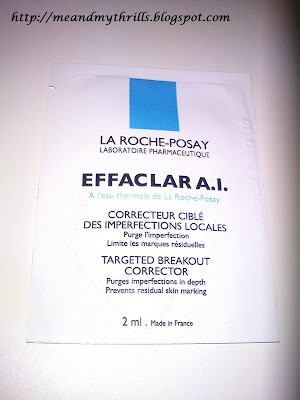 http://meandmythrills.blogspot.com
LA ROCHE-POSAY
LABORATOIRE PHARMACEUTIQUE
EFFACLAR A.I.
A l'eau thermale de La Roche-Posay
CORRECTEUR CIBLÉ
DES IMPERFECTIONS LOCALES
Purge l'imperfection
Limite les marques résiduelles
TARGETED BREAKOUT
CORRECTOR
Purges imperfections in depth
Prevents residual skin marking
2 ml . Made in France